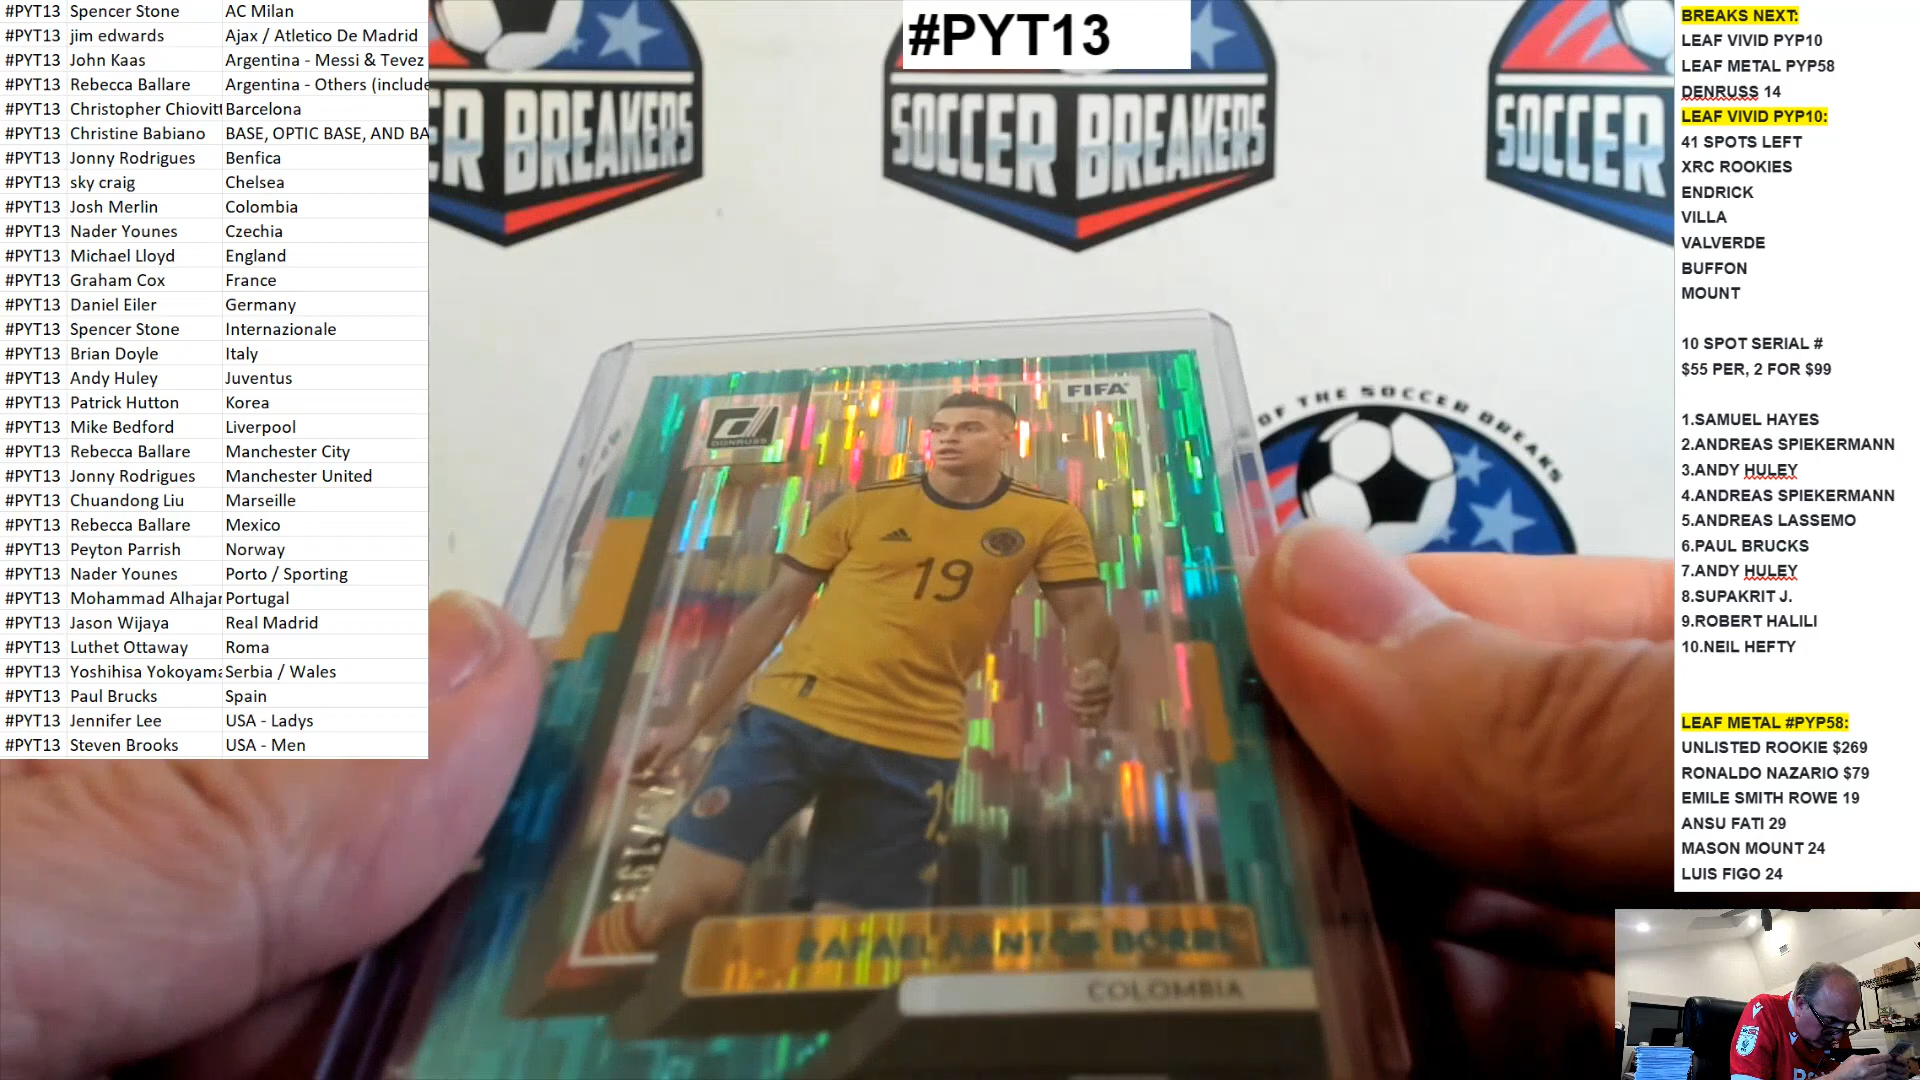 #PYT13 Spencer Stone AC Milan
#PYT13 jim edwards Ajax / Atletico De Madrid
#PYT13 John Kaas Argentina - Messi & Tevez
#PYT13 Rebecca Ballare Argentina - Others (include
#PYT13 Christopher Chiovitt Barcelona
#PYT13 Christine Babiano BASE, OPTIC BASE, AND BA
#PYT13 Jonny Rodrigues Benfica
#PYT13 sky craig Chelsea
#PYT13 Josh Merlin Colombia
#PYT13 Nader Younes Czechia
#PYT13 Michael Lloyd England
#PYT13 Graham Cox France
#PYT13 Daniel Eiler Germany
#PYT13 Spencer Stone Internazionale
#PYT13 Brian Doyle Italy
#PYT13 Andy Huley Juventus
#PYT13 Patrick Hutton Korea
#PYT13 Mike Bedford Liverpool
#PYT13 Rebecca Ballare Manchester City
#PYT13 Jonny Rodrigues Manchester United
#PYT13 Chuandong Liu Marseille
#PYT13 Rebecca Ballare Mexico
#PYT13 Peyton Parrish Norway
#PYT13 Nader Younes Porto / Sporting
#PYT13 Mohammad Alhajar Portugal
#PYT13 Jason Wijaya Real Madrid
#PYT13 Luthet Ottaway Roma
#PYT13 Yoshihisa Yokoyama Serbia / Wales
#PYT13 Paul Brucks Spain
#PYT13 Jennifer Lee USA - Ladys
#PYT13 Steven Brooks USA - Men
#PYT13
ER BREAKERS
SOCCER BREAKERS
SOCCER
OF THE SOCCER BREAKS
FIFA
DONRUSS
19
19
RAFAEL SANTOS BORRE
COLOMBIA
BREAKS NEXT:
LEAF VIVID PYP10
LEAF METAL PYP58
DENRUSS 14
LEAF VIVID PYP10:
41 SPOTS LEFT
XRC ROOKIES
ENDRICK
VILLA
VALVERDE
BUFFON
MOUNT
10 SPOT SERIAL #
$55 PER, 2 FOR $99
1.SAMUEL HAYES
2.ANDREAS SPIEKERMANN
3.ANDY HULEY
4.ANDREAS SPIEKERMANN
5.ANDREAS LASSEMO
6.PAUL BRUCKS
7.ANDY HULEY
8.SUPAKRIT J.
9.ROBERT HALILI
10.NEIL HEFTY
LEAF METAL #PYP58:
UNLISTED ROOKIE $269
RONALDO NAZARIO $79
EMILE SMITH ROWE 19
ANSU FATI 29
MASON MOUNT 24
LUIS FIGO 24